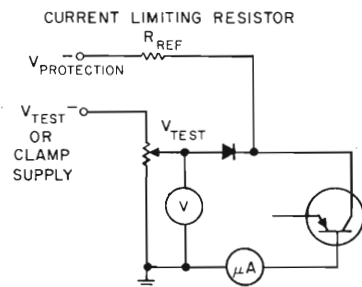 CURRENT LIMITING RESISTOR
R REF
–
V PROTECTION
V TEST –
OR
CLAMP
SUPPLY
V TEST
V
μA